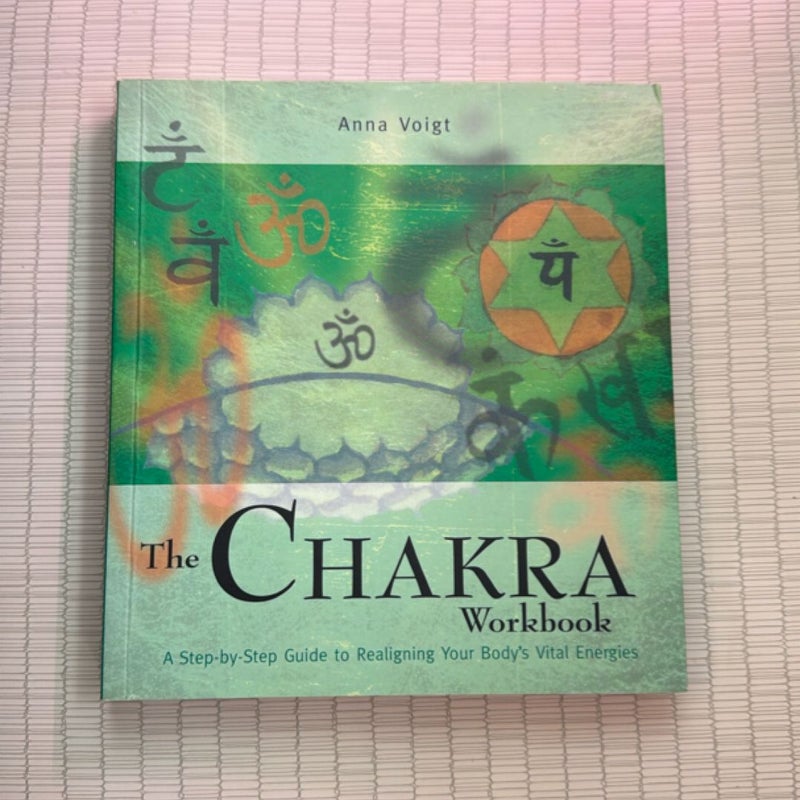 Anna Voigt
टँ
ॐ
वँ
यँ
ॐ
कँ
ख
The CHAKRA
Workbook
A Step-by-Step Guide to Realigning Your Body's Vital Energies